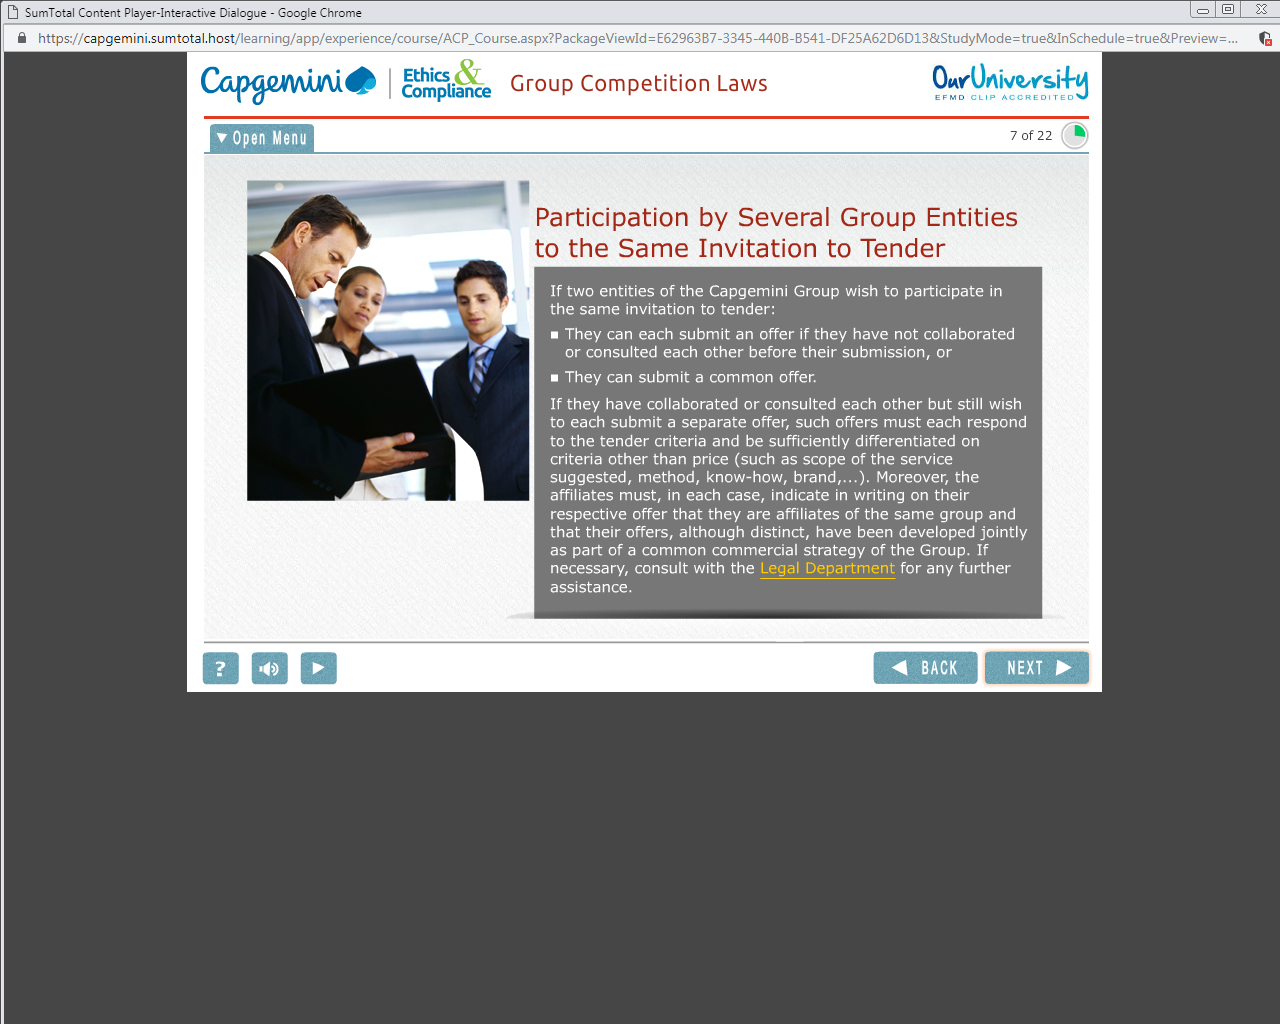 SumTotal Content Player-Interactive Dialogue - Google Chrome
https://capgemini.sumtotal.host/learning/app/experience/course/ACP_Course.aspx?PackageViewId=E62963B7-3345-440B-B541-DF25A62D6D13&StudyMode=true&InSchedule=true&Preview=...
Capgemini
Ethics &
Compliance
Group Competition Laws
OurUniversity
EFMD CLIP ACCREDITED
Open Menu
7 of 22
Participation by Several Group Entities
to the Same Invitation to Tender
If two entities of the Capgemini Group wish to participate in
the same invitation to tender:
They can each submit an offer if they have not collaborated
or consulted each other before their submission, or
They can submit a common offer.
If they have collaborated or consulted each other but still wish
to each submit a separate offer, such offers must each respond
to the tender criteria and be sufficiently differentiated on
criteria other than price (such as scope of the service
suggested, method, know-how, brand,...). Moreover, the
affiliates must, in each case, indicate in writing on their
respective offer that they are affiliates of the same group and
that their offers, although distinct, have been developed jointly
as part of a common commercial strategy of the Group. If
necessary, consult with the Legal Department for any further
assistance.
?
BACK
NEXT